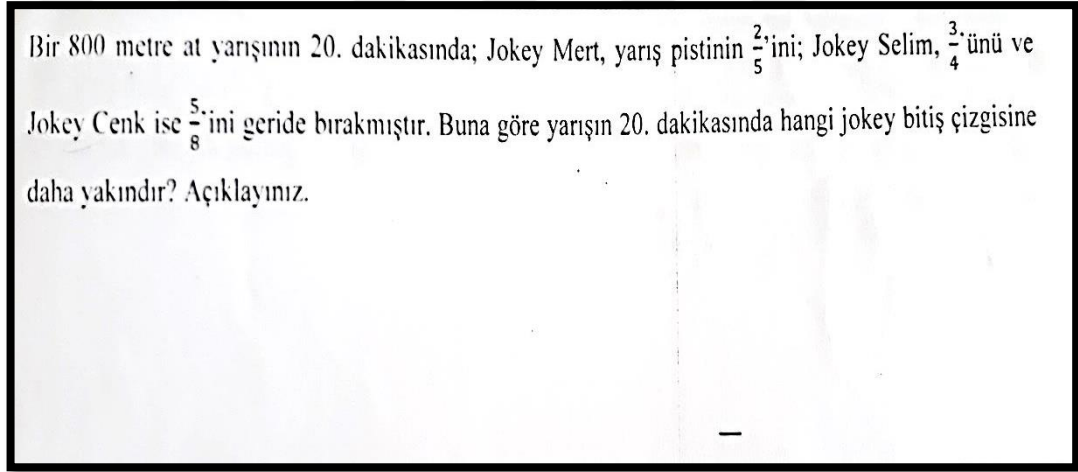 Bir 800 metre at yarışının 20. dakikasında; Jokey Mert, yarış pistinin 2/5'ini; Jokey Selim, 3/4'ünü ve
Jokey Cenk ise 5/8'ini geride bırakmıştır. Buna göre yarışın 20. dakikasında hangi jokey bitiş çizgisine
daha yakındır? Açıklayınız.